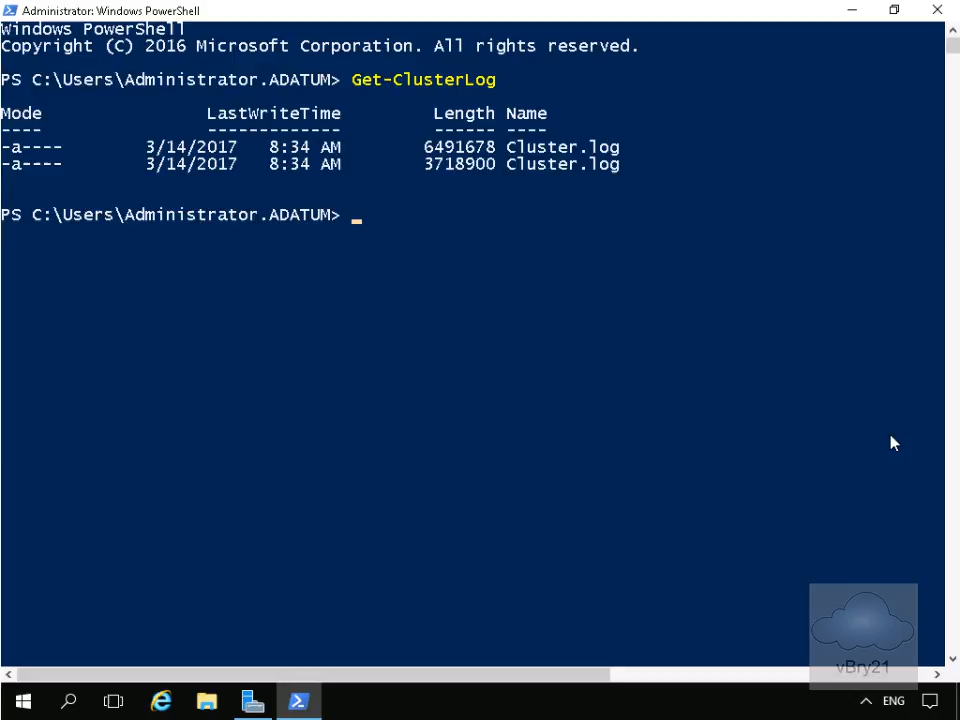 Administrator: Windows PowerShell
Windows PowerShell
Copyright (C) 2016 Microsoft Corporation. All rights reserved.
PS C:\Users\Administrator.ADATUM> Get-ClusterLog
Mode LastWriteTime Length Name
---- ------------- ------ ----
-a---- 3/14/2017 8:34 AM 6491678 Cluster.log
-a---- 3/14/2017 8:34 AM 3718900 Cluster.log
PS C:\Users\Administrator.ADATUM> _
vBry21
ENG